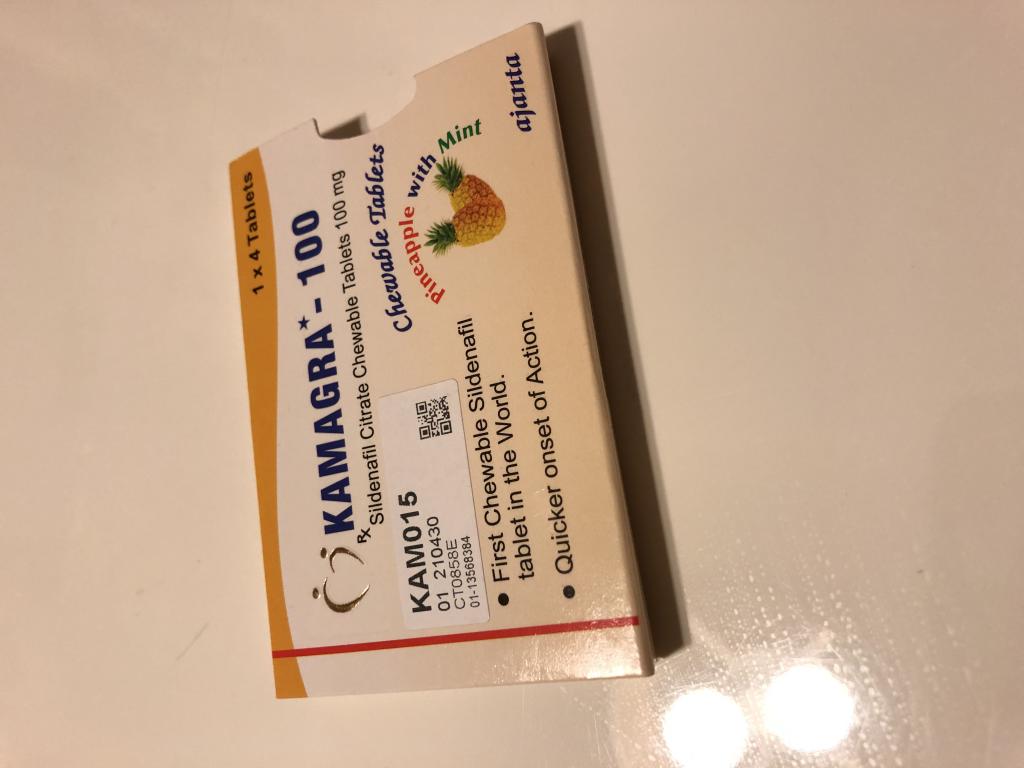 1 x 4 Tablets
KAMAGRA*- 100
Rx
Sildenafil Citrate Chewable Tablets 100 mg
Chewable Tablets
Pineapple with Mint
KAM015
01 210430
CT0858E
01-13568384
● First Chewable Sildenafil
tablet in the World.
● Quicker onset of Action.
ajanta